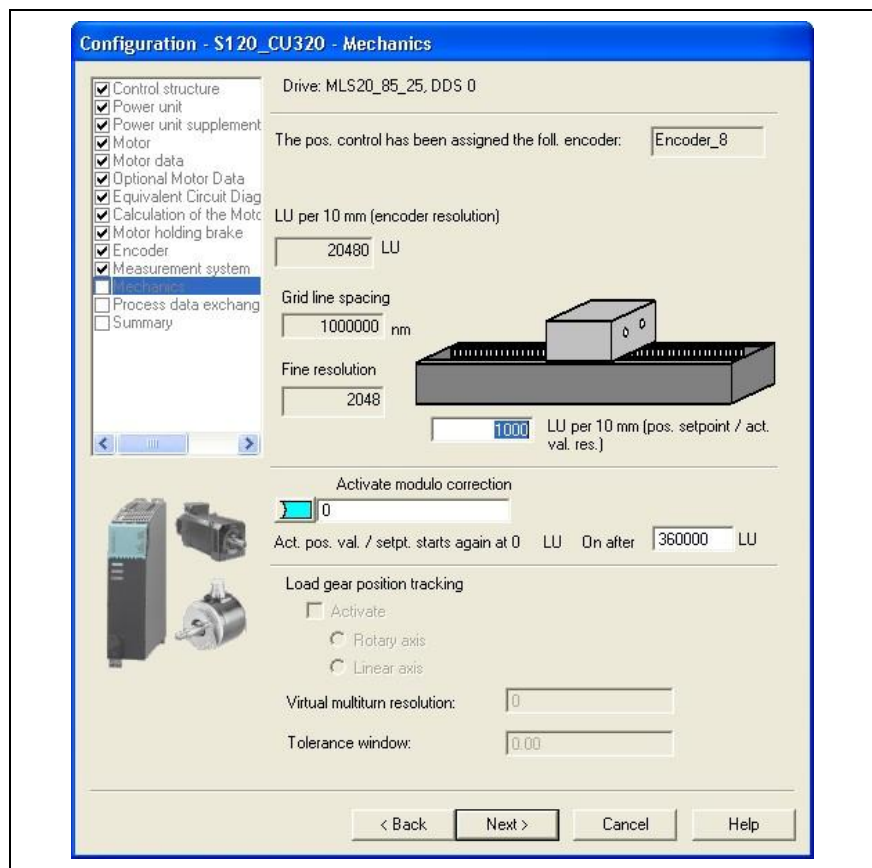 Configuration - S120_CU320 - Mechanics
Control structure
Power unit
Power unit supplement
Motor
Motor data
Optional Motor Data
Equivalent Circuit Diag
Calculation of the Motc
Motor holding brake
Encoder
Measurement system
Mechanics
Process data exchang
Summary
Drive: MLS20_85_25, DDS 0
The pos. control has been assigned the foll. encoder: Encoder_8
LU per 10 mm (encoder resolution)
20480 LU
Grid line spacing
1000000 nm
Fine resolution
2048
1000 LU per 10 mm (pos. setpoint / act.
val. res.)
Activate modulo correction
0
Act. pos. val. / setpt. starts again at 0 LU On after 360000 LU
Load gear position tracking
Activate
Rotary axis
Linear axis
Virtual multiturn resolution: 0
Tolerance window: 0.00
< Back Next > Cancel Help